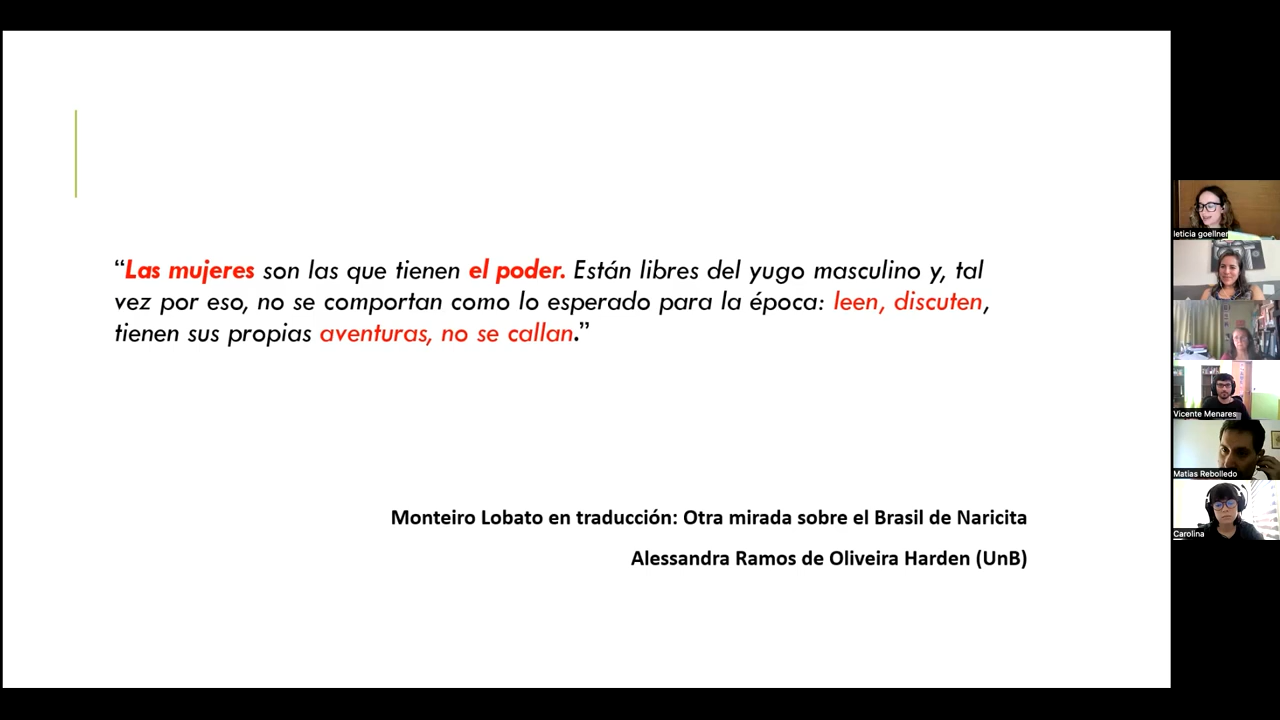 “Las mujeres son las que tienen el poder. Están libres del yugo masculino y, tal
vez por eso, no se comportan como lo esperado para la época: leen, discuten,
tienen sus propias aventuras, no se callan.”
Monteiro Lobato en traducción: Otra mirada sobre el Brasil de Naricita
Alessandra Ramos de Oliveira Harden (UnB)
leticia goellner
Vicente Menares
Matias Rebolledo
Carolina